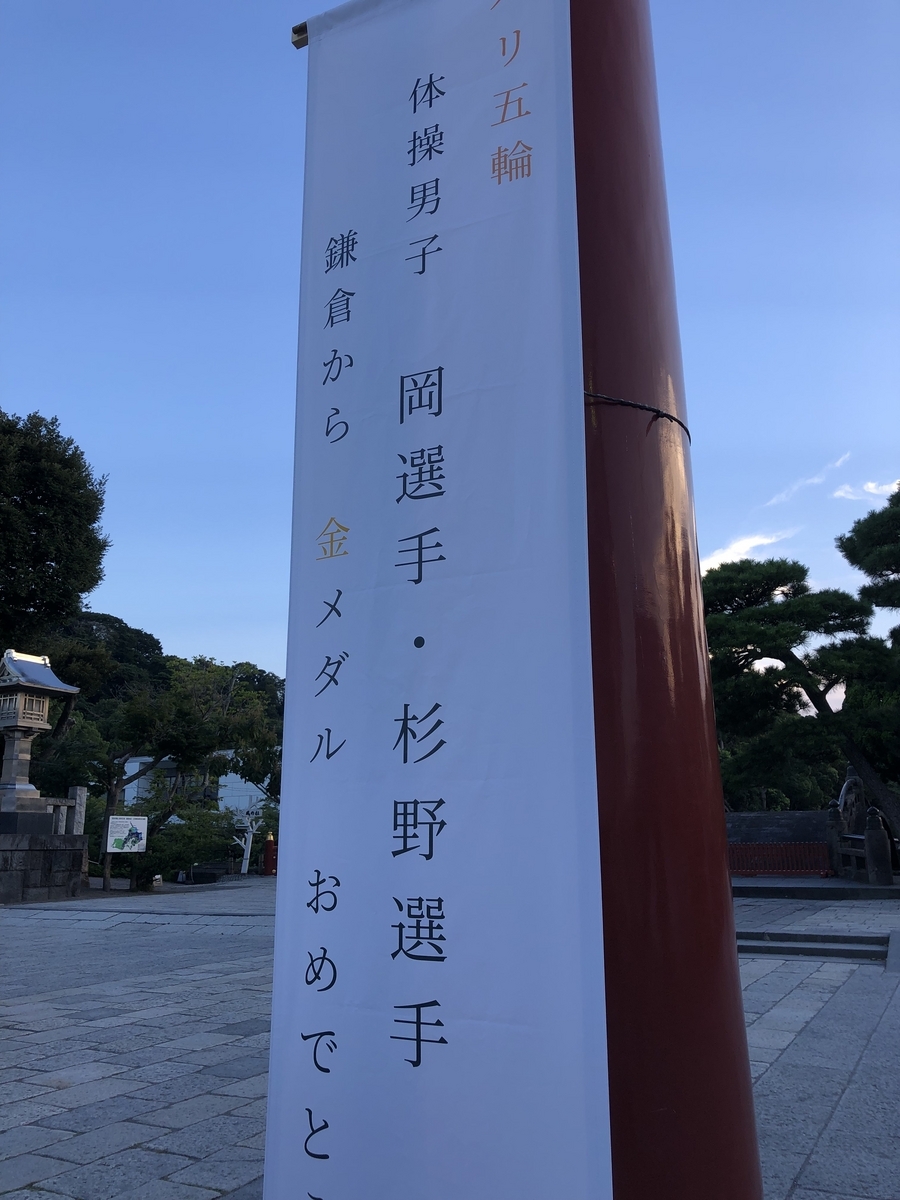 リ五輪
体操男子 岡選手・杉野選手
鎌倉から 金メダル おめでと